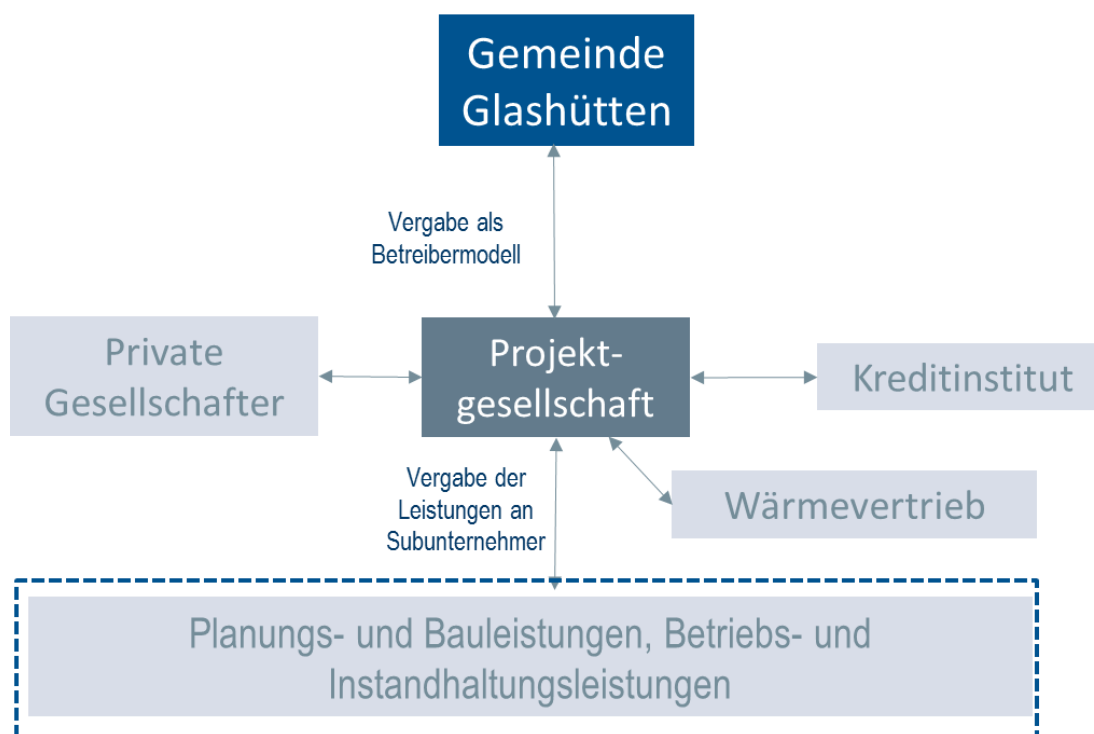 Gemeinde
Glashütten
Vergabe als
Betreibermodell
Private
Gesellschafter
Projekt-
gesellschaft
Kreditinstitut
Vergabe der
Leistungen an
Subunternehmer
Wärmevertrieb
Planungs- und Bauleistungen, Betriebs- und
Instandhaltungsleistungen